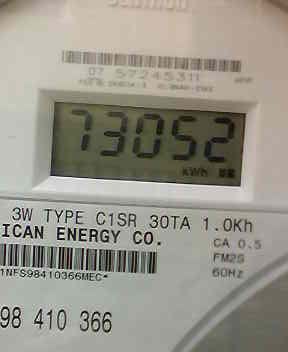 07 57245311
73052
KWH
3W TYPE C1SR 30TA 1.0Kh
ICAN ENERGY CO.
CA 0.5
FM2S
60Hz
1NFS98410366MEC*
98 410 366